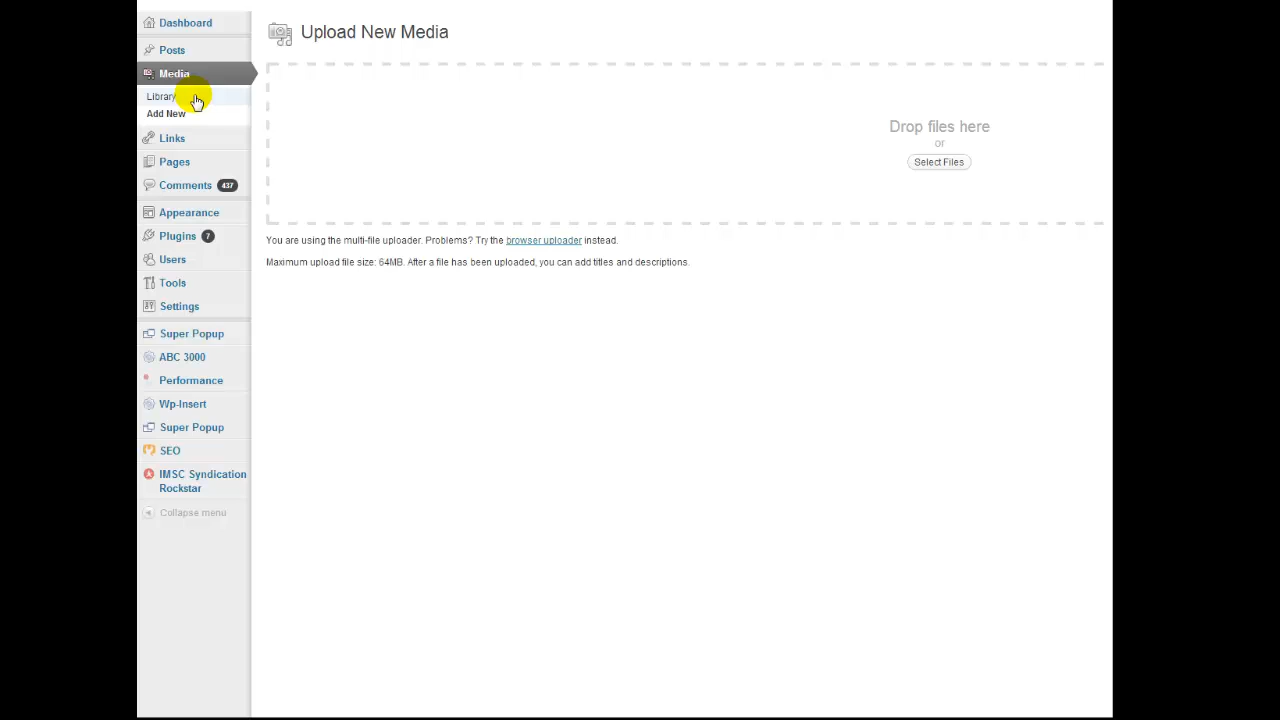 Dashboard
Posts
Media
Library
Add New
Links
Pages
Comments 437
Appearance
Plugins 7
Users
Tools
Settings
Super Popup
ABC 3000
Performance
Wp-Insert
Super Popup
SEO
IMSC Syndication
Rockstar
Collapse menu
Upload New Media
Drop files here
or
Select Files
You are using the multi-file uploader. Problems? Try the browser uploader instead.
Maximum upload file size: 64MB. After a file has been uploaded, you can add titles and descriptions.